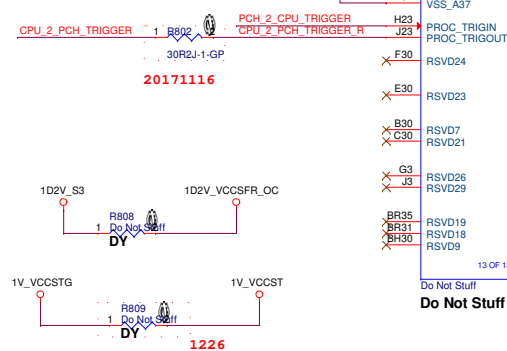 VSS_A37
PCH_2_CPU_TRIGGER
H23
PROC_TRIGIN
CPU_2_PCH_TRIGGER
1
R802
2
CPU_2_PCH_TRIGGER_R
J23
PROC_TRIGOUT
30R2J-1-GP
F30
RSVD24
20171116
E30
RSVD23
B30
RSVD7
C30
RSVD21
G3
RSVD26
J3
RSVD29
1D2V_S3
1D2V_VCCSFR_OC
R808
1
Do Not Stuff
2
DY
BR35
RSVD19
BR31
RSVD18
BH30
RSVD9
13 OF 1
1V_VCCSTG
1V_VCCST
Do Not Stuff
Do Not Stuff
R809
1
Do Not Stuff
2
DY
1226